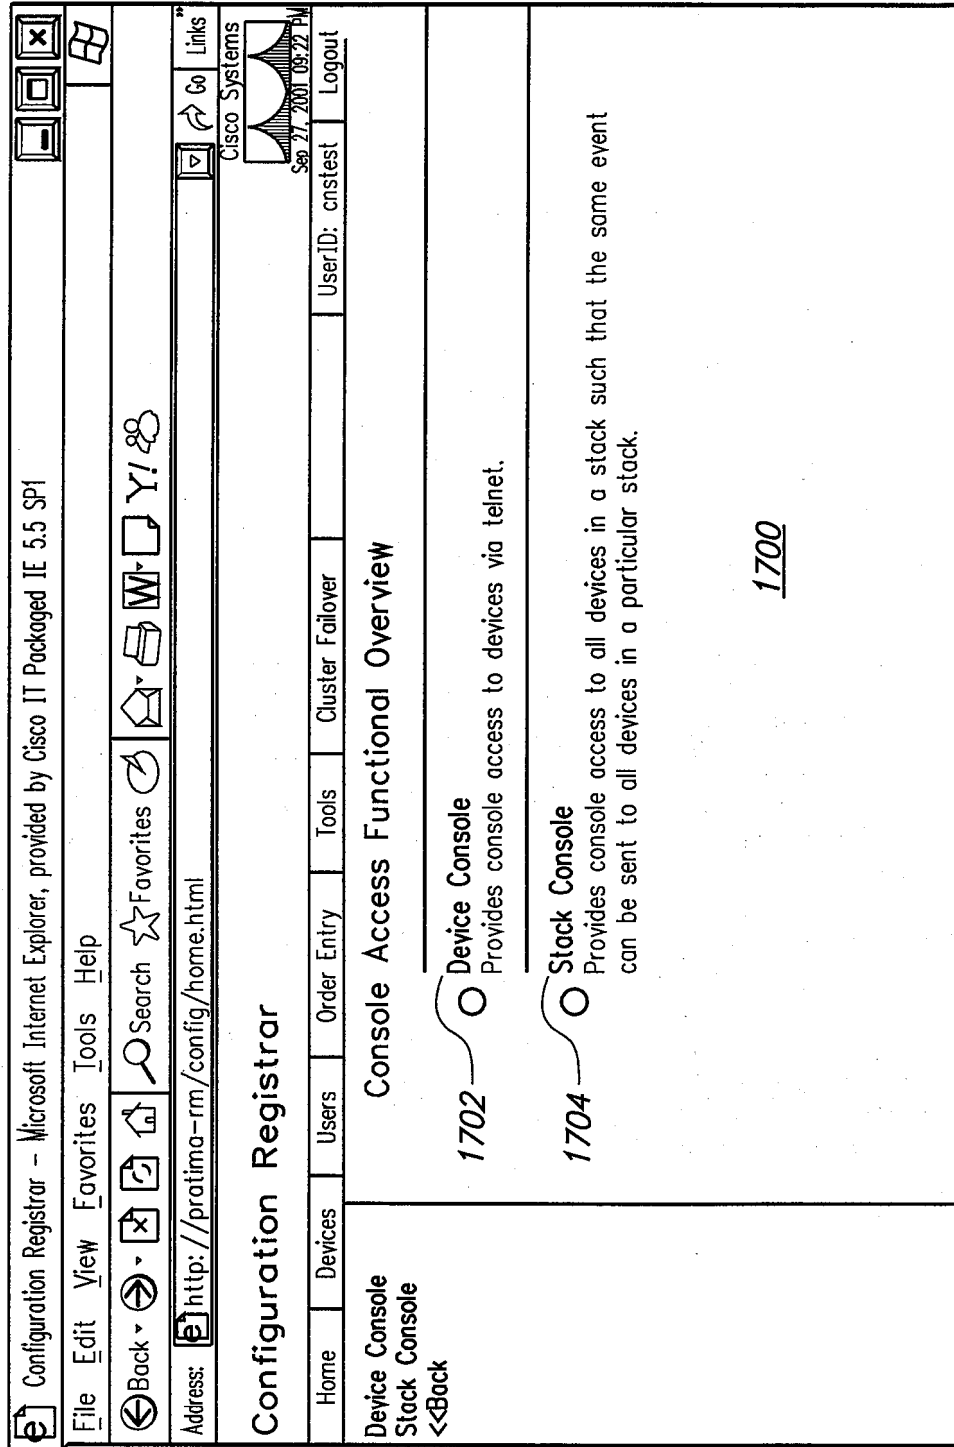 Configuration Registrar – Microsoft Internet Explorer, provided by Cisco IT Packaged IE 5.5 SP1
File Edit View Favorites Tools Help
Back Search Favorites W Y!
Address: http://pratima-rm/config/home.html Go Links »
Cisco Systems
Configuration Registrar
Sep 27, 2001 09:22 PM
Home Devices Users Order Entry Tools Cluster Failover UserID: cnstest Logout
Device Console
Stack Console
<<Back
Console Access Functional Overview
1702
Device Console
Provides console access to devices via telnet.
1704
Stack Console
Provides console access to all devices in a stack such that the same event
can be sent to all devices in a particular stack.
1700